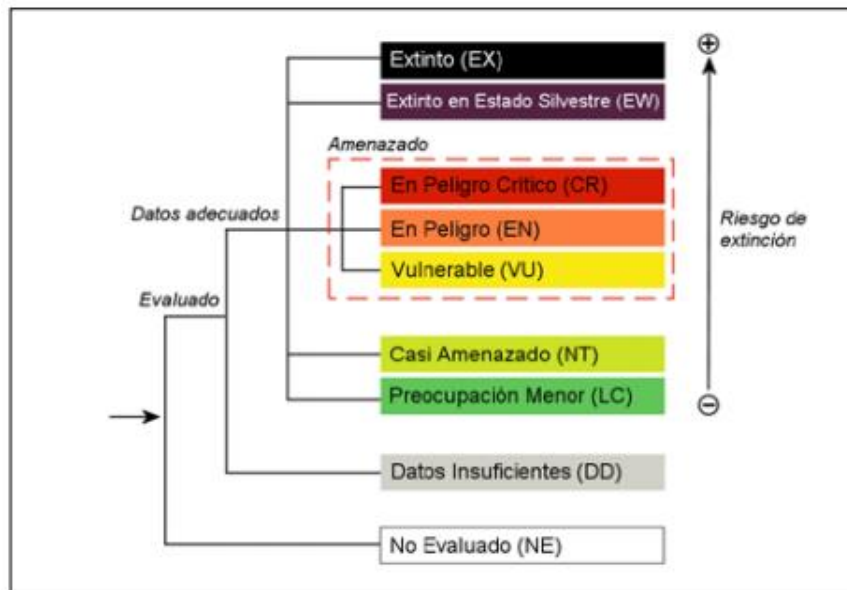 Extinto (EX)
Extinto en Estado Silvestre (EW)
Amenazado
En Peligro Crítico (CR)
Datos adecuados
En Peligro (EN)
Riesgo de
extinción
Vulnerable (VU)
Evaluado
Casi Amenazado (NT)
Preocupación Menor (LC)
Datos Insuficientes (DD)
No Evaluado (NE)